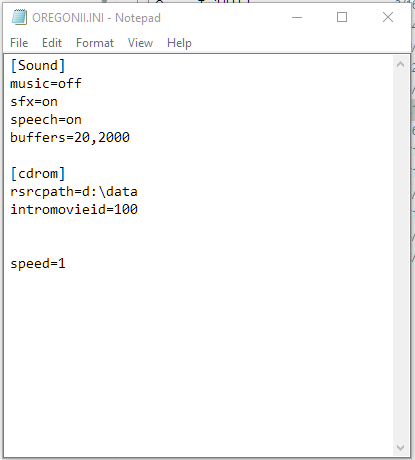 OREGONII.INI - Notepad
File Edit Format View Help
[Sound]
music=off
sfx=on
speech=on
buffers=20,2000
[cdrom]
rsrcpath=d:\data
intromovieid=100
speed=1